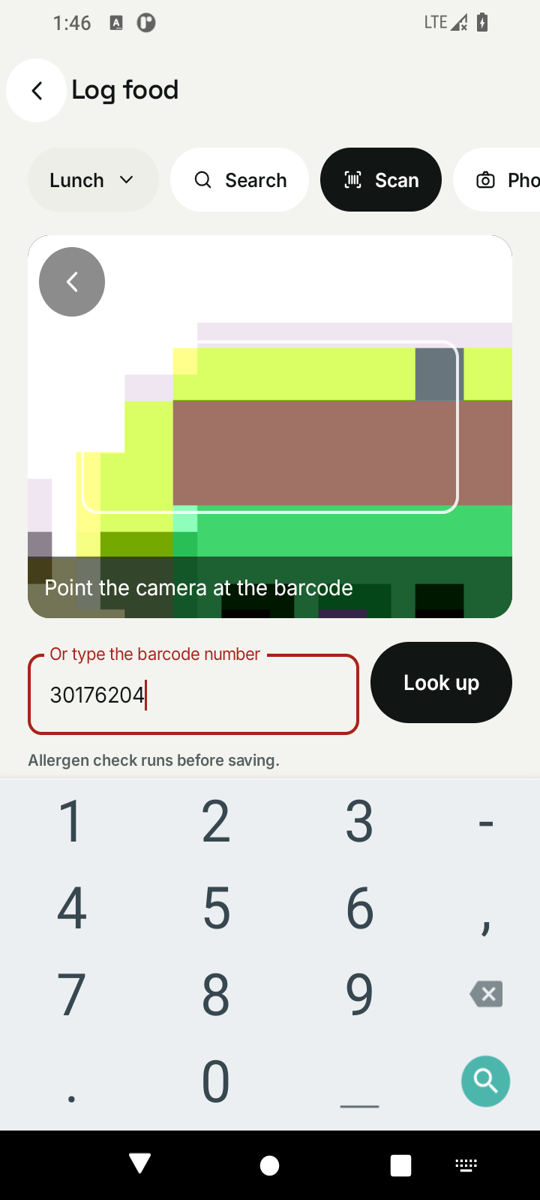 1:46
LTE
Log food
Lunch
Search
Scan
Pho
Point the camera at the barcode
Or type the barcode number
30176204
Look up
Allergen check runs before saving.
1 2 3 -
4 5 6 ,
7 8 9
. 0 _